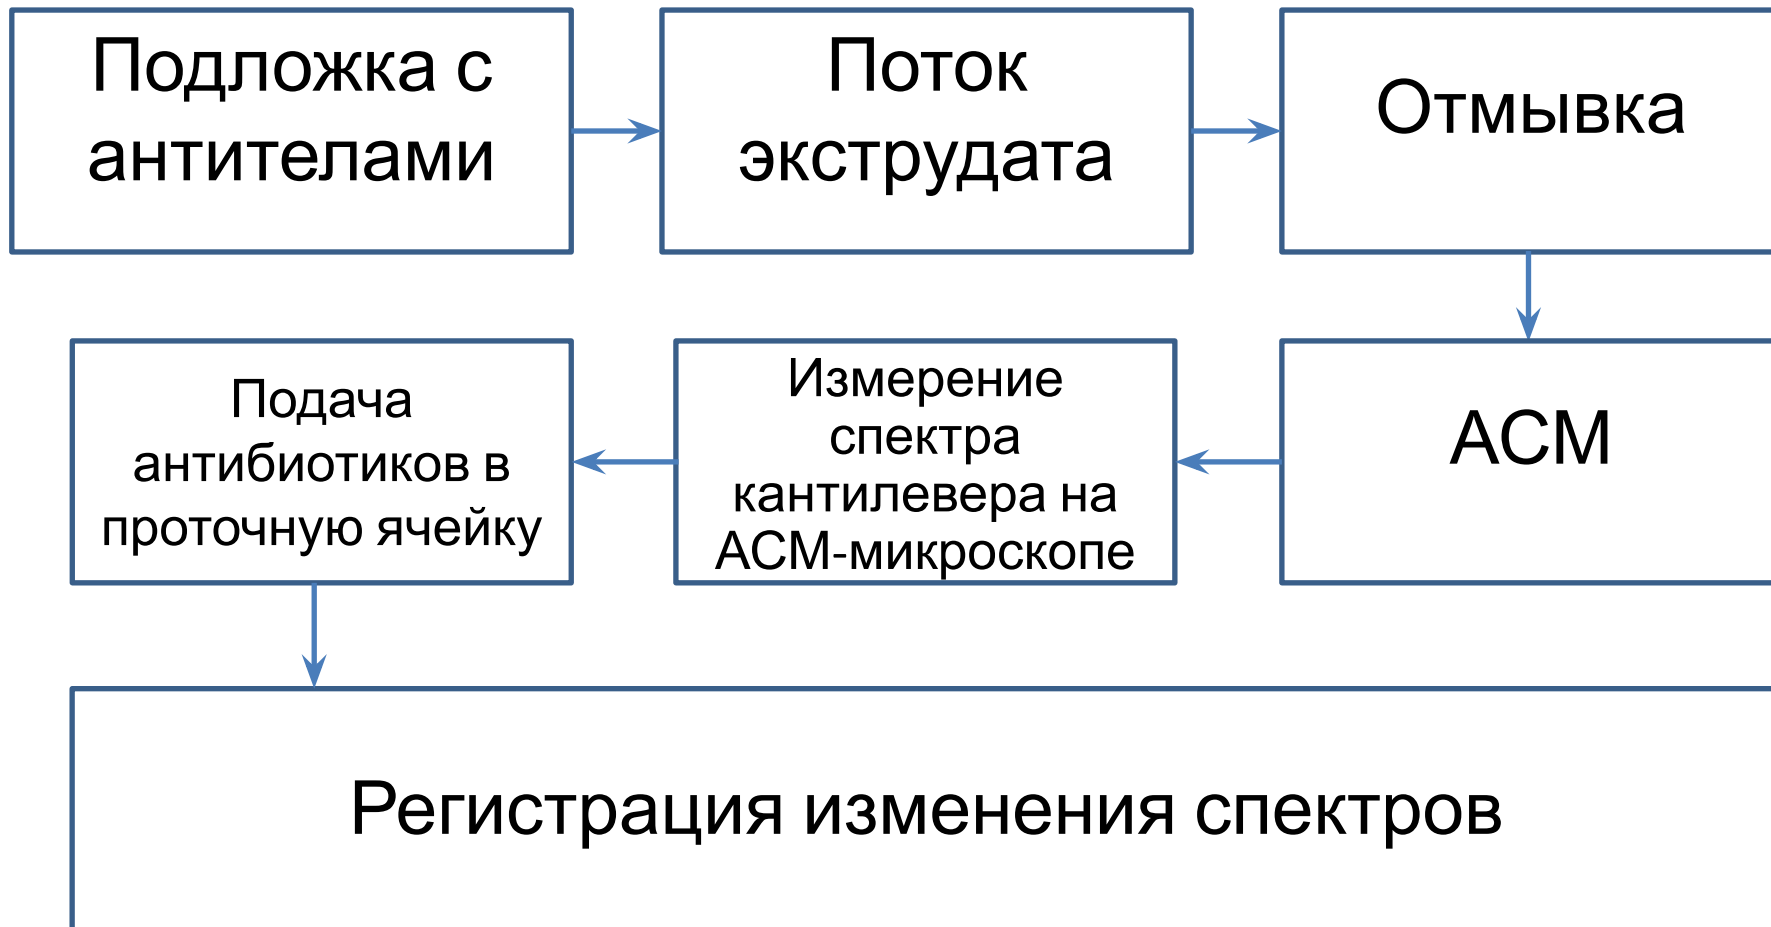 Подложка с
антителами
Поток
экструдата
Отмывка
АСМ
Измерение
спектра
кантилевера на
АСМ-микроскопе
Подача
антибиотиков в
проточную ячейку
Регистрация изменения спектров